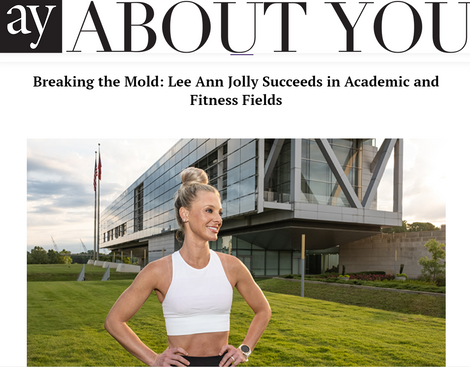 ay ABOUT YOU
Breaking the Mold: Lee Ann Jolly Succeeds in Academic and
Fitness Fields